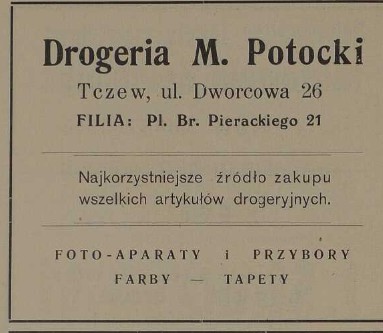 Drogeria M. Potocki
Tczew, ul. Dworcowa 26
FILIA: Pl. Br. Pierackiego 21
Najkorzystniejsze źródło zakupu
wszelkich artykułów drogeryjnych.
FOTO-APARATY i PRZYBORY
FARBY — TAPETY